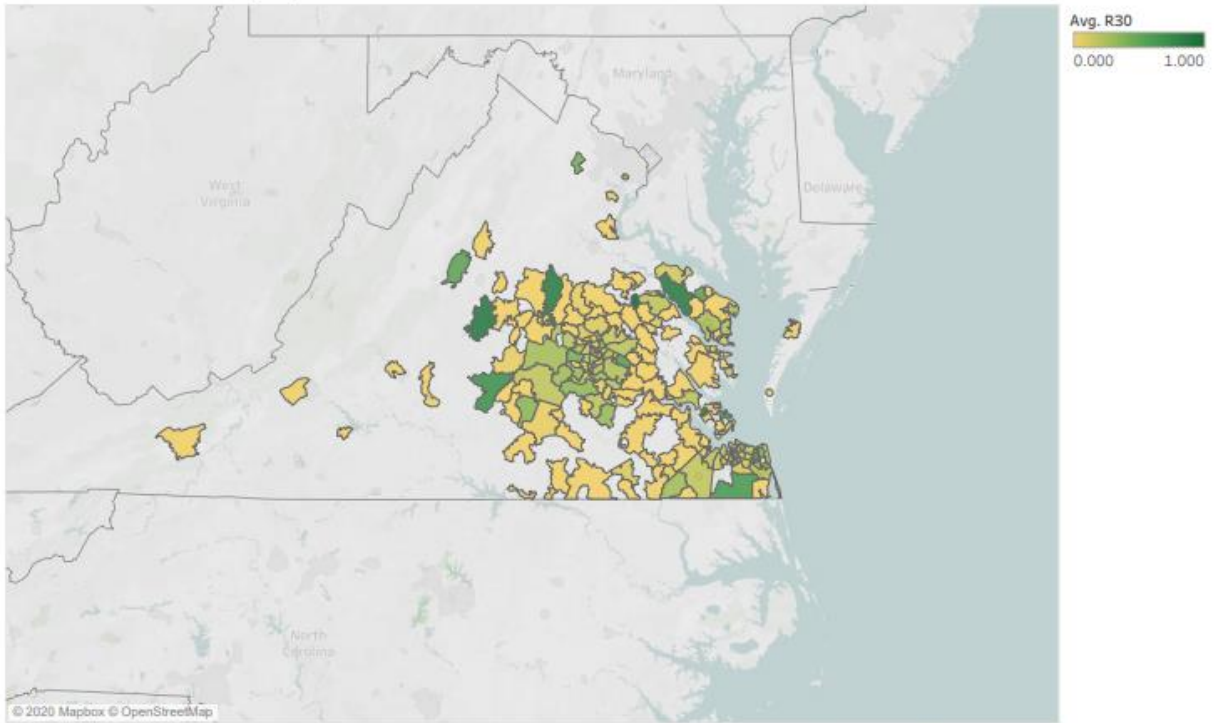 Avg. R30
0.000 1.000
Maryland
West
Virginia
Delaware
North
Carolina
© 2020 Mapbox © OpenStreetMap